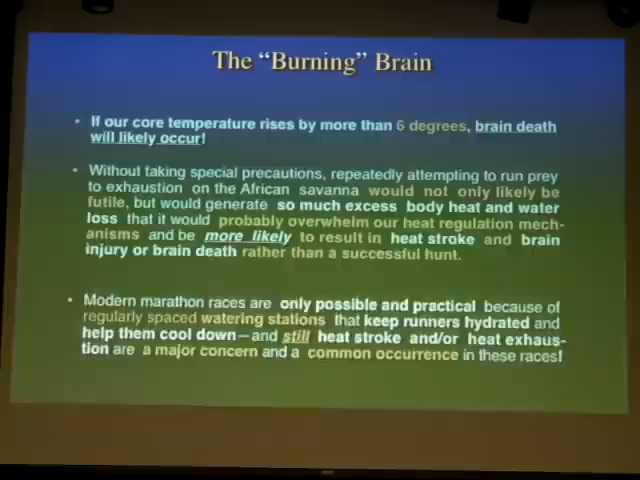 The “Burning” Brain
• If our core temperature rises by more than 6 degrees, brain death
will likely occur!
• Without taking special precautions, repeatedly attempting to run prey
to exhaustion on the African savanna would not only likely be
futile, but would generate so much excess body heat and water
loss that it would probably overwhelm our heat regulation mech-
anisms and be more likely to result in heat stroke and brain
injury or brain death rather than a successful hunt.
• Modern marathon races are only possible and practical because of
regularly spaced watering stations that keep runners hydrated and
help them cool down—and still heat stroke and/or heat exhaus-
tion are a major concern and a common occurrence in these races!